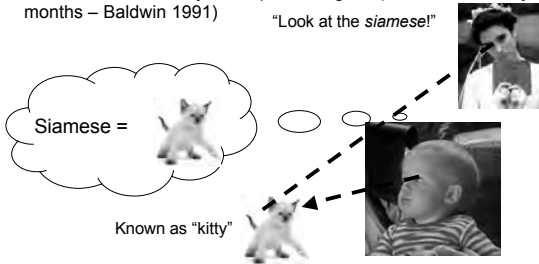 months – Baldwin 1991)
“Look at the siamese!”
Siamese =
Known as “kitty”